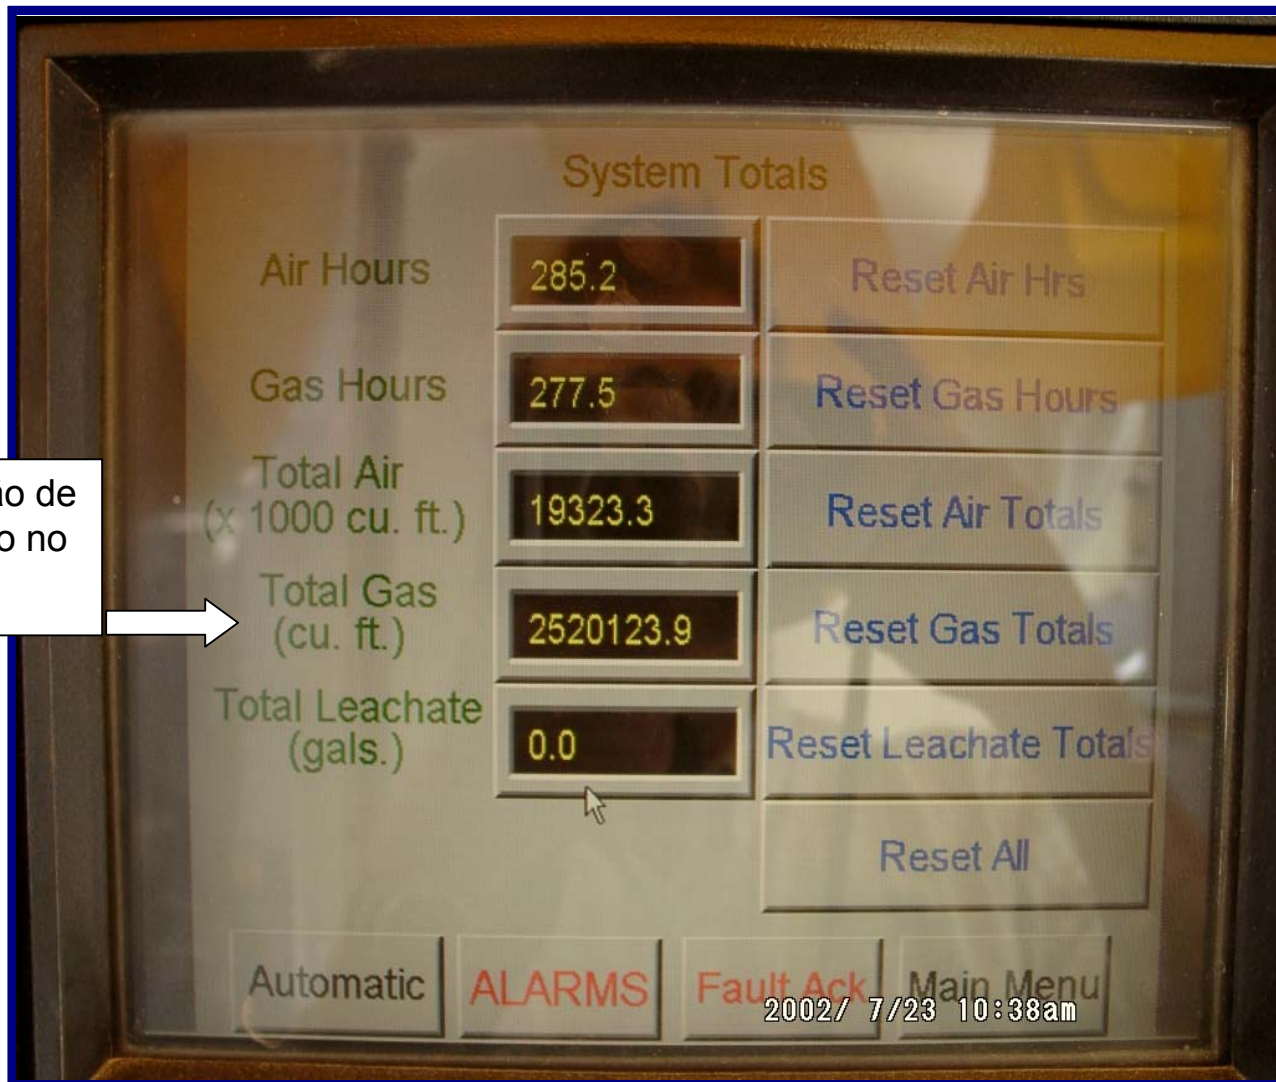 System Totals
Air Hours 285.2 Reset Air Hrs
Gas Hours 277.5 Reset Gas Hours
Total Air
(x 1000 cu. ft.) 19323.3 Reset Air Totals
Total Gas
(cu. ft.) 2520123.9 Reset Gas Totals
Total Leachate
(gals.) 0.0 Reset Leachate Totals
Reset All
Automatic ALARMS Fault Ack Main Menu
2002/ 7/23 10:38am
de
no